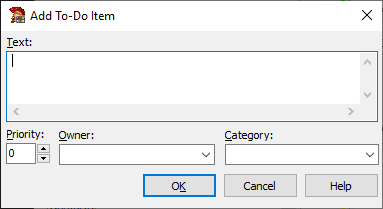 Add To-Do Item
Text:
Priority: Owner: Category:
0
OK Cancel Help